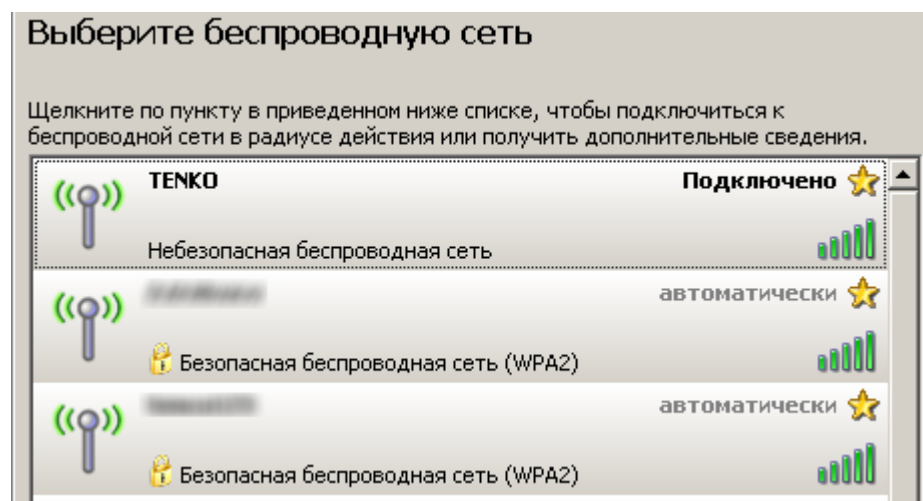 Выберите беспроводную сеть
Щелкните по пункту в приведенном ниже списке, чтобы подключиться к
беспроводной сети в радиусе действия или получить дополнительные сведения.
TENKO Подключено
Небезопасная беспроводная сеть
автоматически
Безопасная беспроводная сеть (WPA2)
автоматически
Безопасная беспроводная сеть (WPA2)